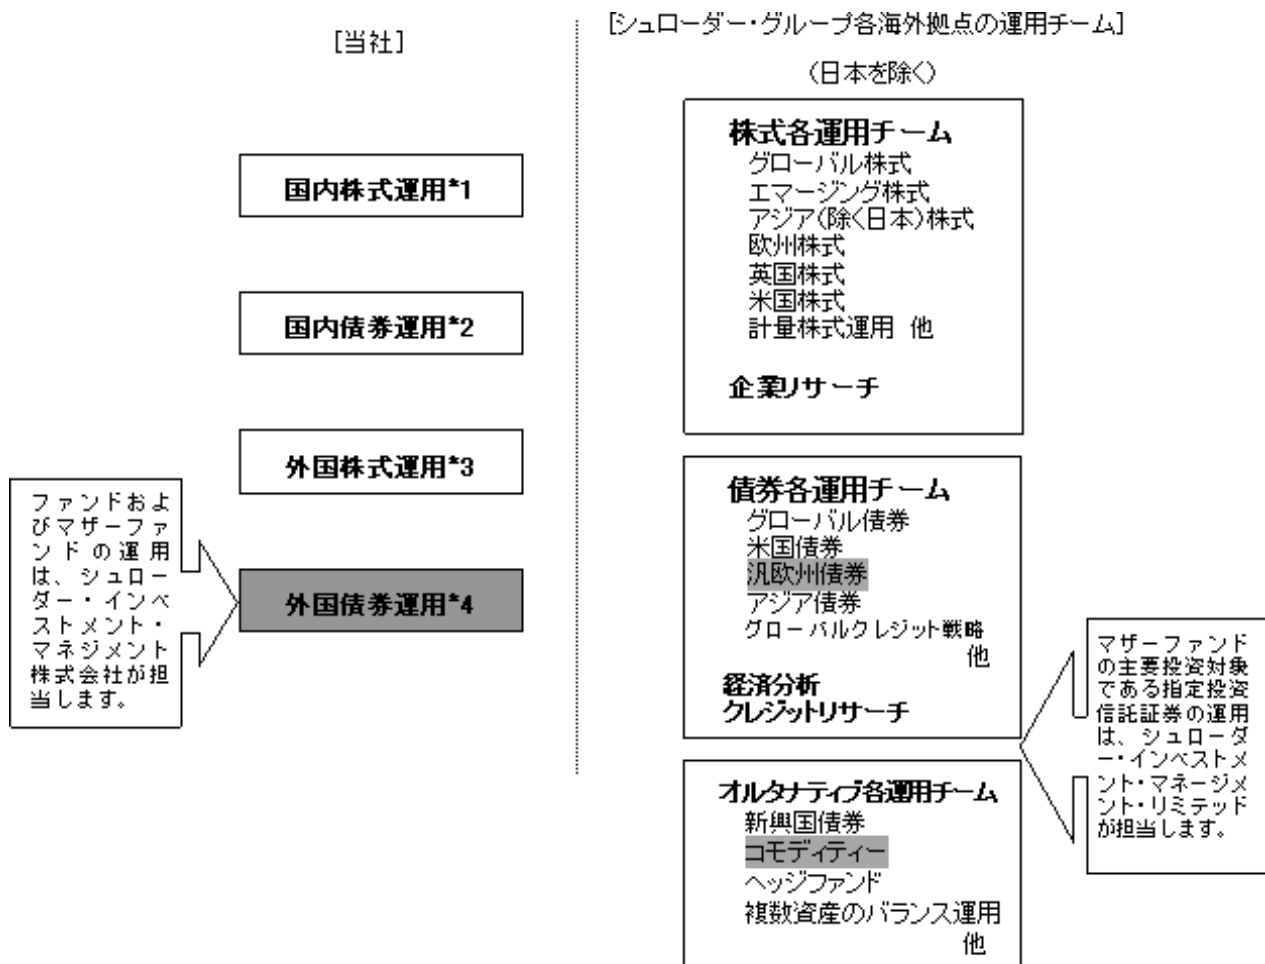 [当社]
国内株式運用*1
国内債券運用*2
外国株式運用*3
外国債券運用*4
ファンドおよ
びマザーファ
ンドの運用
は、シュロー
ダー・インベ
ストメント・
マネジメント
株式会社が担
当します。
[シュローダー・グループ各海外拠点の運用チーム]
(日本を除く)
株式各運用チーム
グローバル株式
エマージング株式
アジア(除く日本)株式
欧州株式
英国株式
米国株式
計量株式運用 他
企業リサーチ
債券各運用チーム
グローバル債券
米国債券
汎欧州債券
アジア債券
グローバルクレジット戦略
他
経済分析
クレジットリサーチ
オルタナティブ各運用チーム
新興国債券
コモディティー
ヘッジファンド
複数資産のバランス運用
他
マザーファンド
の主要投資対象
である指定投資
信託証券の運用
は、シュローダ
ー・インベストメ
ント・マネージメ
ント・リミテッド
が担当します。